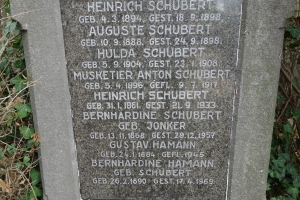 HEINRICH SCHUBERT
GEB. 4. 3. 1894, GEST. 18. 9. 1898.
AUGUSTE SCHUBERT
GEB. 10. 9. 1888, GEST. 24. 9. 1898.
HULDA SCHUBERT
GEB. 5. 9. 1904, GEST. 23. 1. 1908.
MUSKETIER ANTON SCHUBERT
GEB. 5. 4. 1896, GEFL. 9. 7. 1917.
HEINRICH SCHUBERT
GEB. 31. 1. 1861, GEST. 21. 9. 1933.
BERNHARDINE SCHUBERT
GEB. JONKER
GEB. 13. 11. 1868 GEST. 29. 12. 1957
GUSTAV HAMANN
GEB. 24. 1. 1884 GEFL. 1945
BERNHARDINE HAMANN
GEB. SCHUBERT
GEB. 26. 2. 1890 GEST. 17. 4. 1969